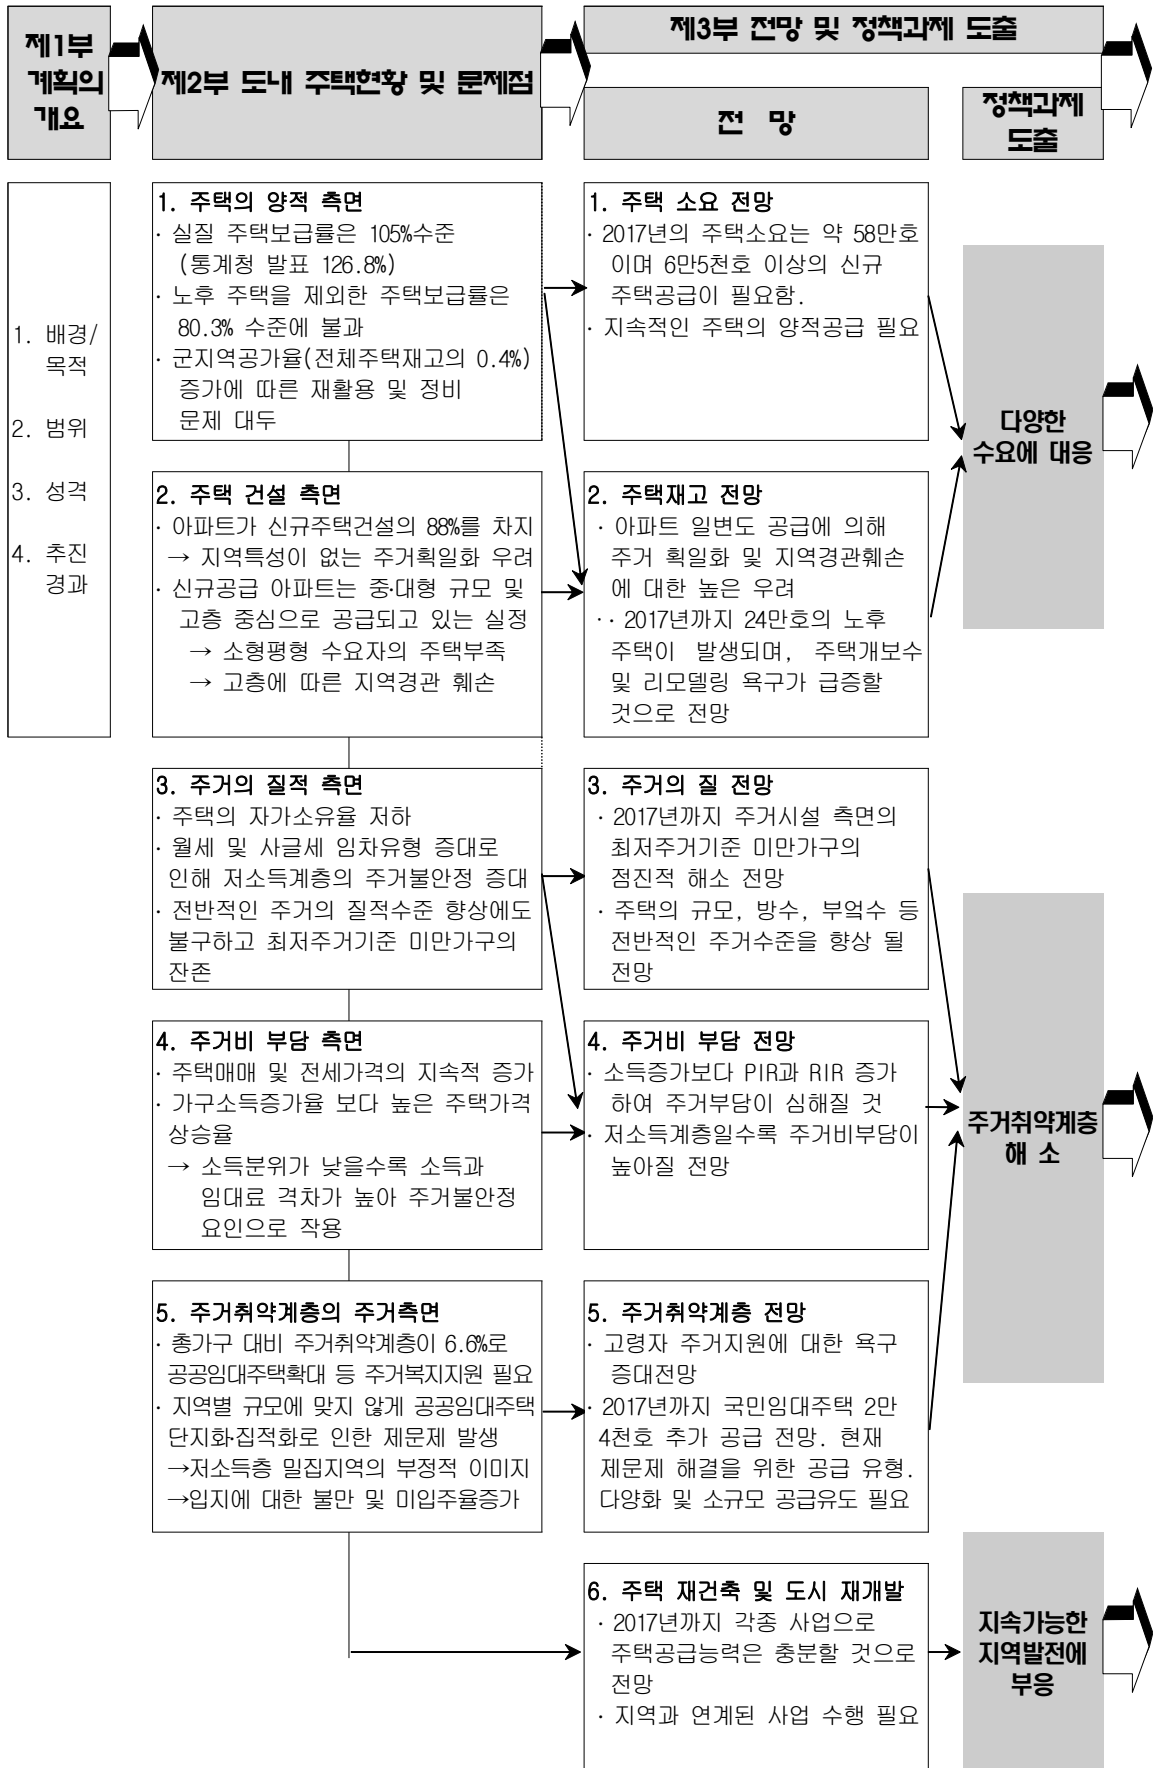 제1부
계획의
개요
제2부 도내 주택현황 및 문제점
제3부 전망 및 정책과제 도출
전 망
정책과제
도출
1. 배경/
목적
2. 범위
3. 성격
4. 추진
경과
1. 주택의 양적 측면
· 실질 주택보급률은 105%수준
(통계청 발표 126.8%)
· 노후 주택을 제외한 주택보급률은
80.3% 수준에 불과
· 군지역공가율(전체주택재고의 0.4%)
증가에 따른 재활용 및 정비
문제 대두
2. 주택 건설 측면
· 아파트가 신규주택건설의 88%를 차지
→ 지역특성이 없는 주거획일화 우려
· 신규공급 아파트는 중·대형 규모 및
고층 중심으로 공급되고 있는 실정
→ 소형평형 수요자의 주택부족
→ 고층에 따른 지역경관 훼손
3. 주거의 질적 측면
· 주택의 자가소유율 저하
· 월세 및 사글세 임차유형 증대로
인해 저소득계층의 주거불안정 증대
· 전반적인 주거의 질적수준 향상에도
불구하고 최저주거기준 미만가구의
잔존
4. 주거비 부담 측면
· 주택매매 및 전세가격의 지속적 증가
· 가구소득증가율 보다 높은 주택가격
상승율
→ 소득분위가 낮을수록 소득과
임대료 격차가 높아 주거불안정
요인으로 작용
5. 주거취약계층의 주거측면
· 총가구 대비 주거취약계층이 6.6%로
공공임대주택확대 등 주거복지지원 필요
· 지역별 규모에 맞지 않게 공공임대주택
단지화·집적화로 인한 제문제 발생
→저소득층 밀집지역의 부정적 이미지
→입지에 대한 불만 및 미입주율증가
1. 주택 소요 전망
· 2017년의 주택소요는 약 58만호
이며 6만5천호 이상의 신규
주택공급이 필요함.
· 지속적인 주택의 양적공급 필요
2. 주택재고 전망
· 아파트 일변도 공급에 의해
주거 획일화 및 지역경관훼손
에 대한 높은 우려
·· 2017년까지 24만호의 노후
주택이 발생되며, 주택개보수
및 리모델링 욕구가 급증할
것으로 전망
3. 주거의 질 전망
· 2017년까지 주거시설 측면의
최저주거기준 미만가구의
점진적 해소 전망
· 주택의 규모, 방수, 부엌수 등
전반적인 주거수준을 향상 될
전망
4. 주거비 부담 전망
· 소득증가보다 PIR과 RIR 증가
하여 주거부담이 심해질 것
· 저소득계층일수록 주거비부담이
높아질 전망
5. 주거취약계층 전망
· 고령자 주거지원에 대한 욕구
증대전망
· 2017년까지 국민임대주택 2만
4천호 추가 공급 전망. 현재
제문제 해결을 위한 공급 유형.
다양화 및 소규모 공급유도 필요
6. 주택 재건축 및 도시 재개발
· 2017년까지 각종 사업으로
주택공급능력은 충분할 것으로
전망
· 지역과 연계된 사업 수행 필요
다양한
수요에 대응
주거취약계층
해 소
지속가능한
지역발전에
부응